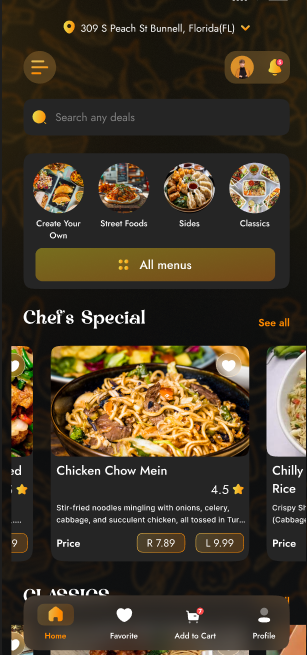 309 S Peach St Bunnell, Florida(FL)
Search any deals
Create Your
Own
Street Foods
Sides
Classics
All menus
Chef's Special
See all
Chicken Chow Mein
4.5
Stir-fried noodles mingling with onions, celery,
cabbage, and succulent chicken, all tossed in Tur...
Price
R 7.89
L 9.99
ed
9
Chilly
Rice
Crispy Sh
(Cabbage
Price
CLASSICS
Home
Favorite
Add to Cart
Profile